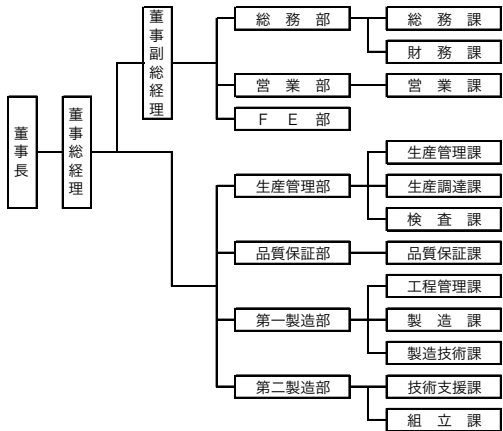 董事長
董事総経理
董事副総経理
総務部
総務課
財務課
営業部
営業課
ＦＥ部
生産管理部
生産管理課
生産調達課
検査課
品質保証部
品質保証課
第一製造部
工程管理課
製造課
製造技術課
第二製造部
技術支援課
組立課